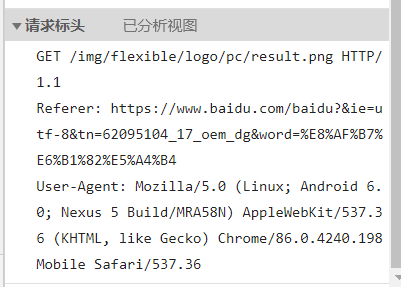 ▼请求标头 已分析视图
GET /img/flexible/logo/pc/result.png HTTP/
1.1
Referer: https://www.baidu.com/baidu?&ie=u
tf-8&tn=62095104_17_oem_dg&word=%E8%AF%B7%
E6%B1%82%E5%A4%B4
User-Agent: Mozilla/5.0 (Linux; Android 6.
0; Nexus 5 Build/MRA58N) AppleWebKit/537.3
6 (KHTML, like Gecko) Chrome/86.0.4240.198
Mobile Safari/537.36